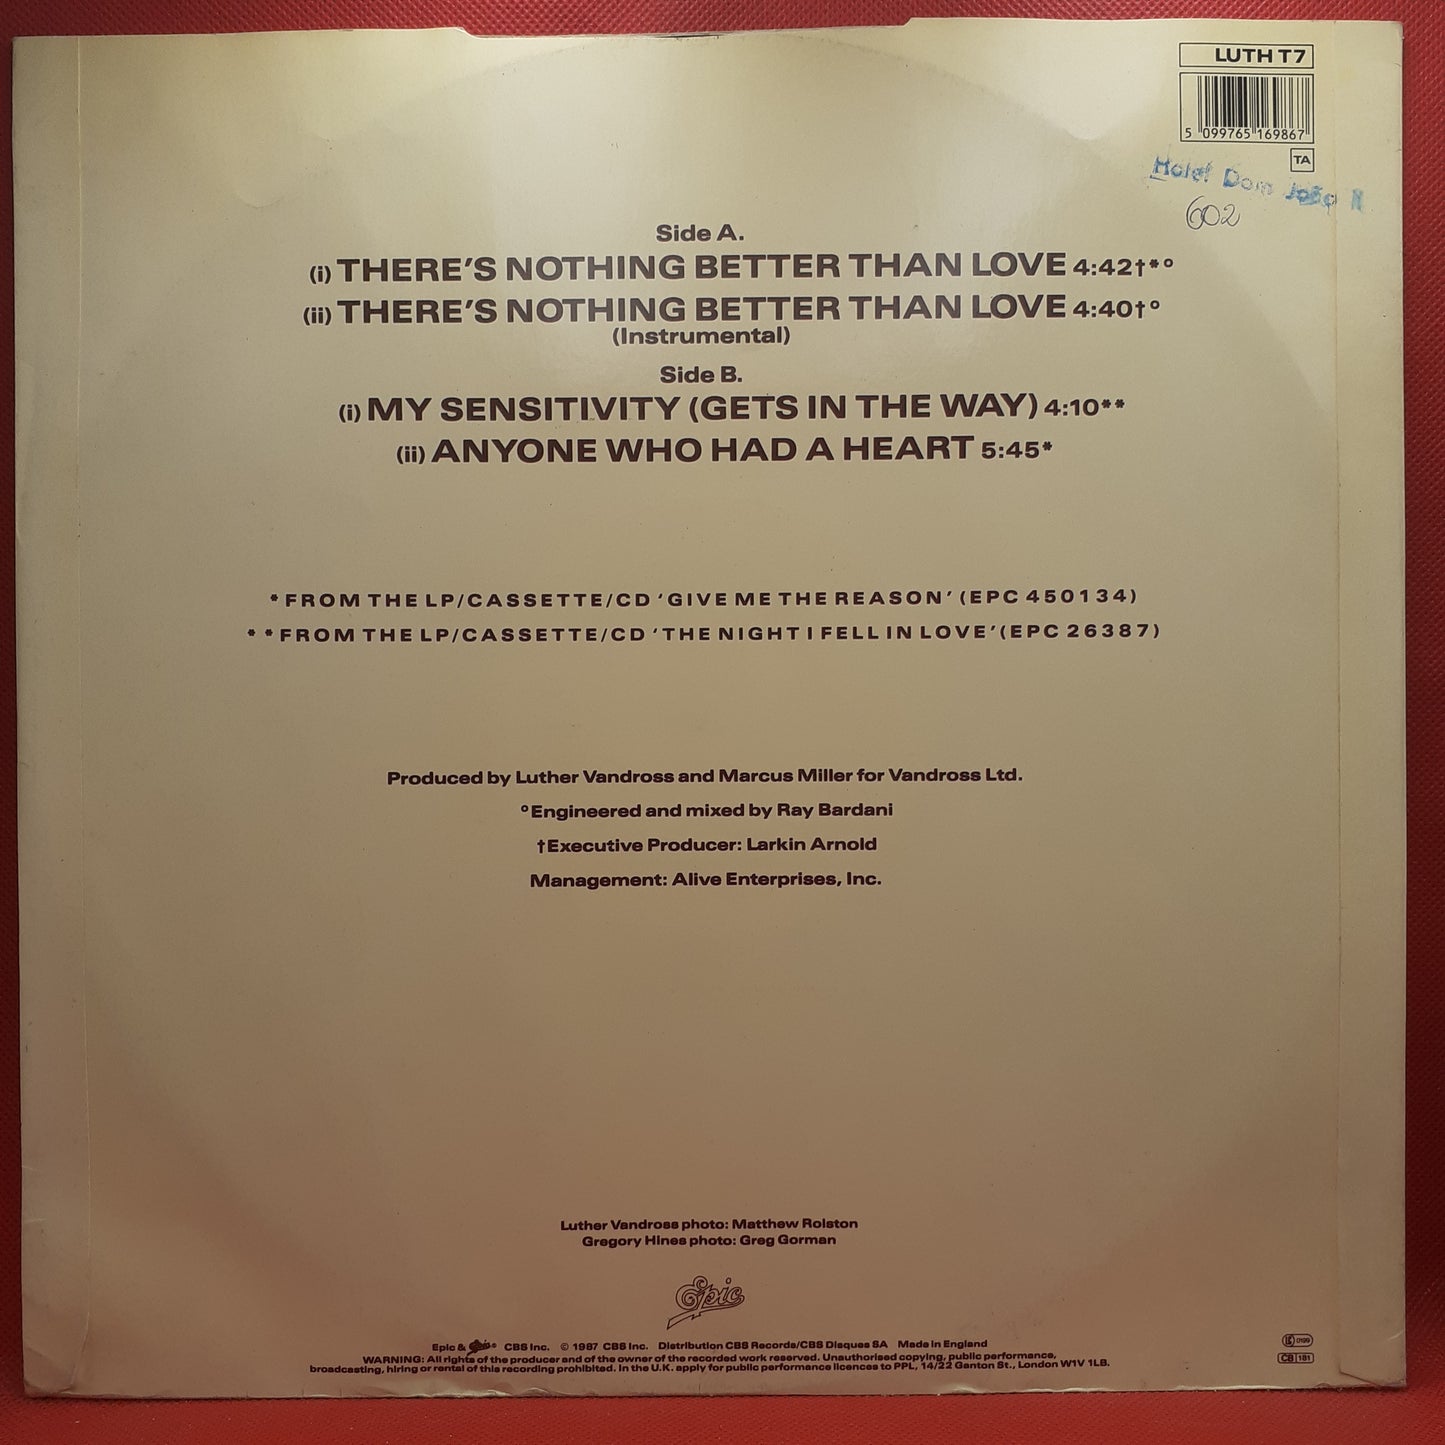 LUTH T7
5 099765 169867
TA
Hotel Dom João II
602
Side A.
(i) THERE'S NOTHING BETTER THAN LOVE 4:42†*°
(ii) THERE'S NOTHING BETTER THAN LOVE 4:40†°
(Instrumental)
Side B.
(i) MY SENSITIVITY (GETS IN THE WAY) 4:10**
(ii) ANYONE WHO HAD A HEART 5:45*
*FROM THE LP/CASSETTE/CD 'GIVE ME THE REASON' (EPC 450134)
**FROM THE LP/CASSETTE/CD 'THE NIGHT I FELL IN LOVE' (EPC 26387)
Produced by Luther Vandross and Marcus Miller for Vandross Ltd.
°Engineered and mixed by Ray Bardani
†Executive Producer: Larkin Arnold
Management: Alive Enterprises, Inc.
Luther Vandross photo: Matthew Rolston
Gregory Hines photo: Greg Gorman
Epic
Epic & Epic® CBS Inc. © 1987 CBS Inc. Distribution CBS Records/CBS Disques SA Made in England
WARNING: All rights of the producer and of the owner of the recorded work reserved. Unauthorised copying, public performance,
broadcasting, hiring or rental of this recording prohibited. In the U.K. apply for public performance licences to PPL, 14/22 Ganton St., London W1V 1LB.
LC 0199
CB 181